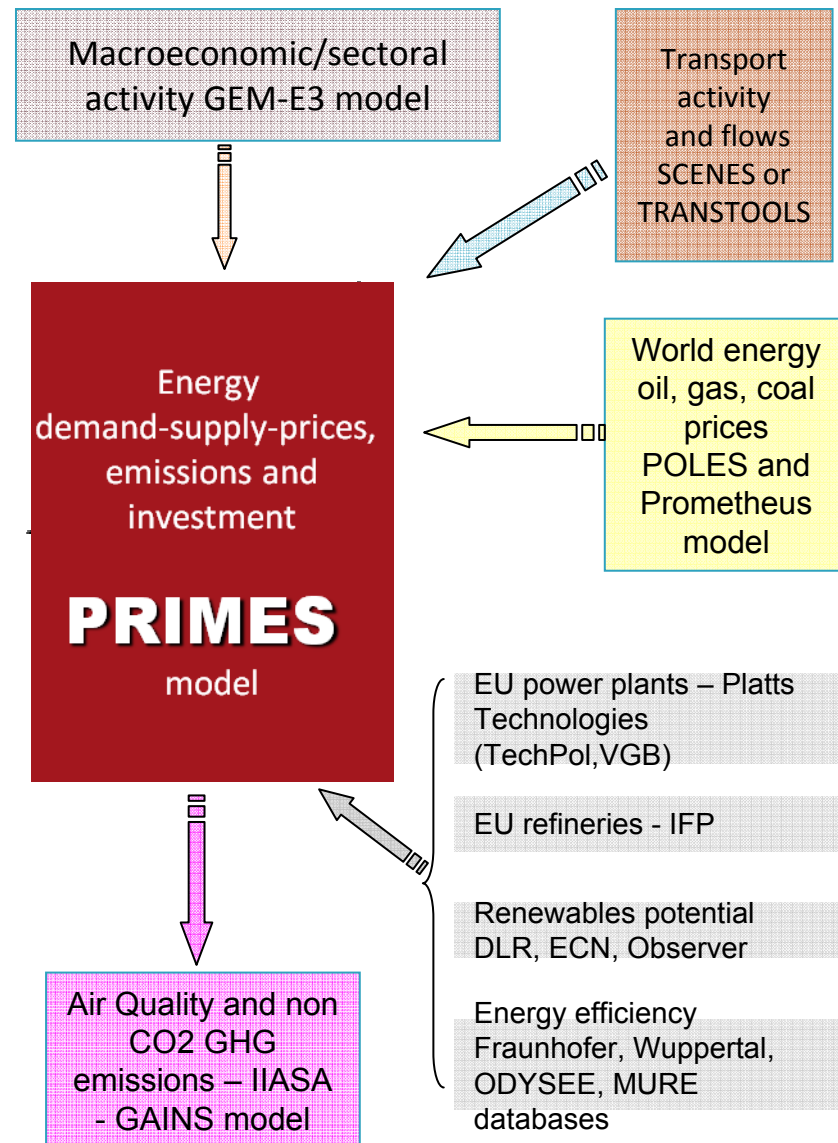 Macroeconomic/sectoral
activity GEM-E3 model
Transport
activity
and flows
SCENES or
TRANSTOOLS
Energy
demand-supply-prices,
emissions and
investment
PRIMES
model
World energy
oil, gas, coal
prices
POLES and
Prometheus
model
EU power plants – Platts
Technologies
(TechPol,VGB)
EU refineries - IFP
Renewables potential
DLR, ECN, Observer
Energy efficiency
Fraunhofer, Wuppertal,
ODYSEE, MURE
databases
Air Quality and non
CO2 GHG
emissions – IIASA
- GAINS model